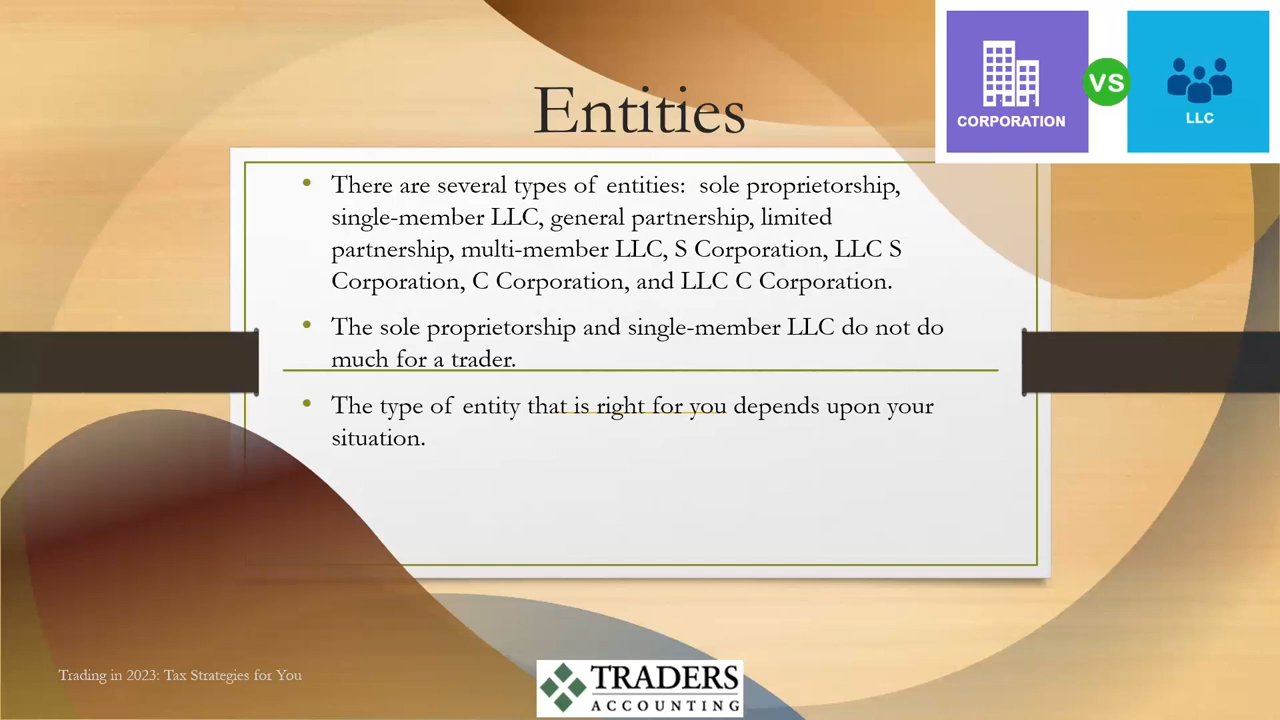 Entities
CORPORATION
VS
LLC
• There are several types of entities: sole proprietorship,
single-member LLC, general partnership, limited
partnership, multi-member LLC, S Corporation, LLC S
Corporation, C Corporation, and LLC C Corporation.
• The sole proprietorship and single-member LLC do not do
much for a trader.
• The type of entity that is right for you depends upon your
situation.
Trading in 2023: Tax Strategies for You
TRADERS
ACCOUNTING